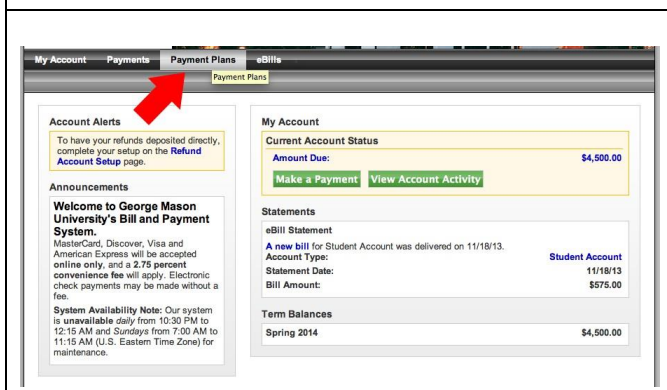 My Account Payments Payment Plans eBills
Payment Plans
Account Alerts
To have your refunds deposited directly,
complete your setup on the Refund
Account Setup page.
Announcements
Welcome to George Mason
University's Bill and Payment
System.
MasterCard, Discover, Visa and
American Express will be accepted
online only, and a 2.75 percent
convenience fee will apply. Electronic
check payments may be made without a
fee.
System Availability Note: Our system
is unavailable daily from 10:30 PM to
12:15 AM and Sundays from 7:00 AM to
11:15 AM (U.S. Eastern Time Zone) for
maintenance.
My Account
Current Account Status
Amount Due: $4,500.00
Make a Payment View Account Activity
Statements
eBill Statement
A new bill for Student Account was delivered on 11/18/13.
Account Type: Student Account
Statement Date: 11/18/13
Bill Amount: $575.00
Term Balances
Spring 2014 $4,500.00